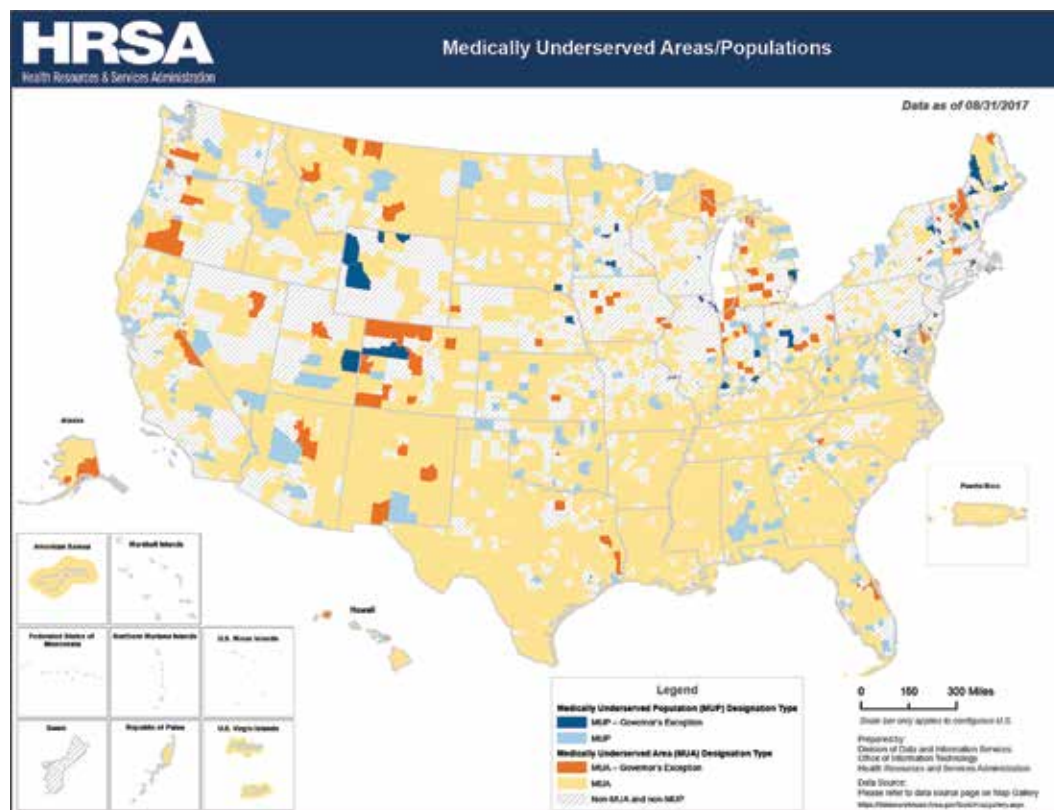 HRSA
Health Resources & Services Administration
Medically Underserved Areas/Populations
Data as of 08/31/2017
Alaska
Puerto Rico
American Samoa
Marshall Islands
Hawaii
Federated States of
Micronesia
Northern Mariana Islands
U.S. Minor Islands
Guam
Republic of Palau
U.S. Virgin Islands
Legend
Medically Underserved Population (MUP) Designation Type
MUP – Governor's Exception
MUP
Medically Underserved Area (MUA) Designation Type
MUA – Governor's Exception
MUA
Non-MUA and non-MUP
0 150 300 Miles
Scale bar only applies to contiguous U.S.
Prepared by:
Division of Data and Information Services
Office of Information Technology
Health Resources and Services Administration
Data Source:
Please refer to data source page on Map Gallery